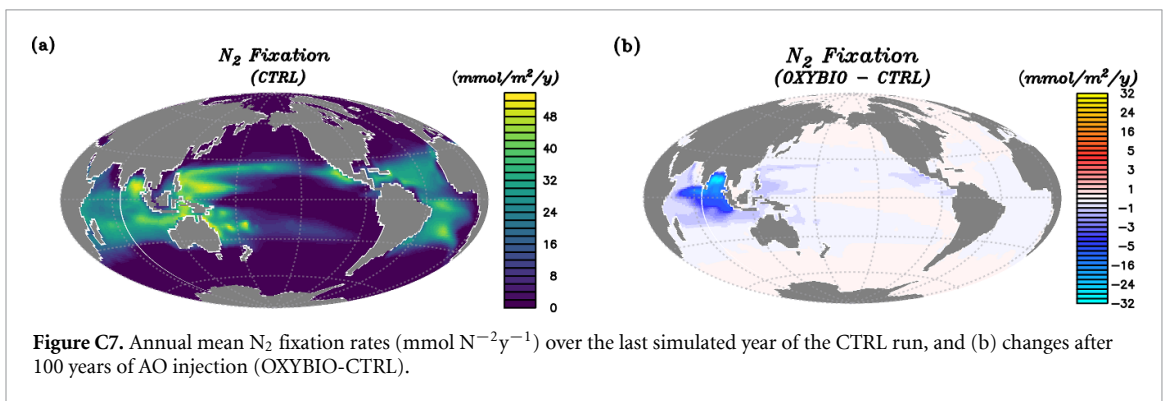 (a)
N2 Fixation
(CTRL)
(mmol/m²/y)
48
40
32
24
16
8
0
(b)
N2 Fixation
(OXYBIO − CTRL)
(mmol/m²/y)
32
24
16
5
3
1
−1
−3
−5
−16
−24
−32
Figure C7. Annual mean N2 fixation rates (mmol N−2y−1) over the last simulated year of the CTRL run, and (b) changes after
100 years of AO injection (OXYBIO-CTRL).